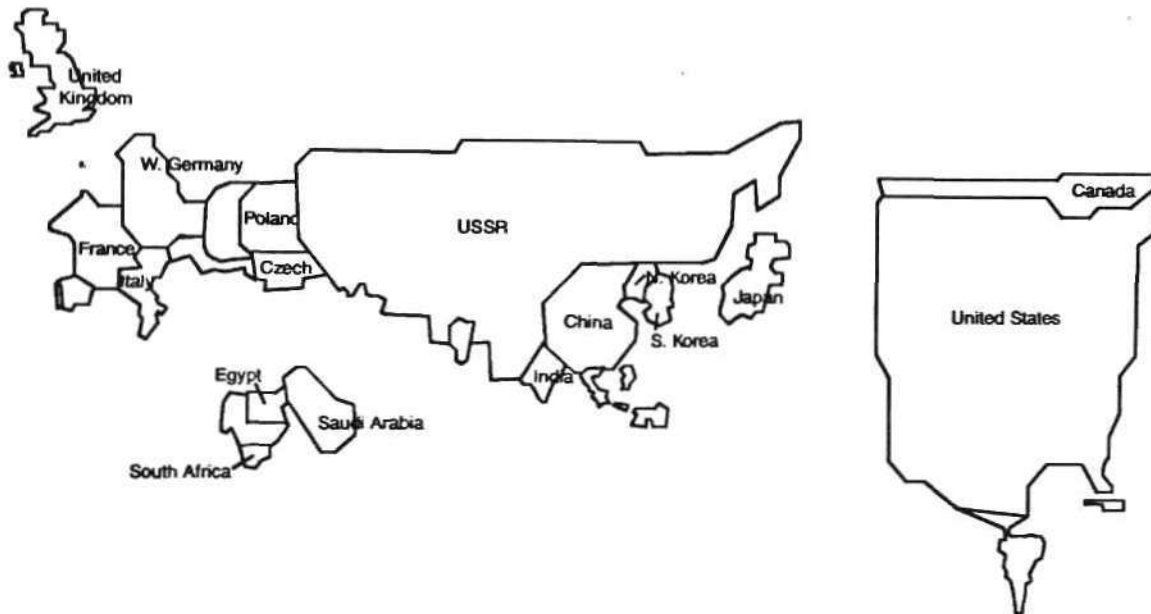 United
Kingdom
W. Germany
Poland
USSR
Canada
France
Italy
Czech
N. Korea
Japan
China
S. Korea
United States
India
Egypt
Saudi Arabia
South Africa